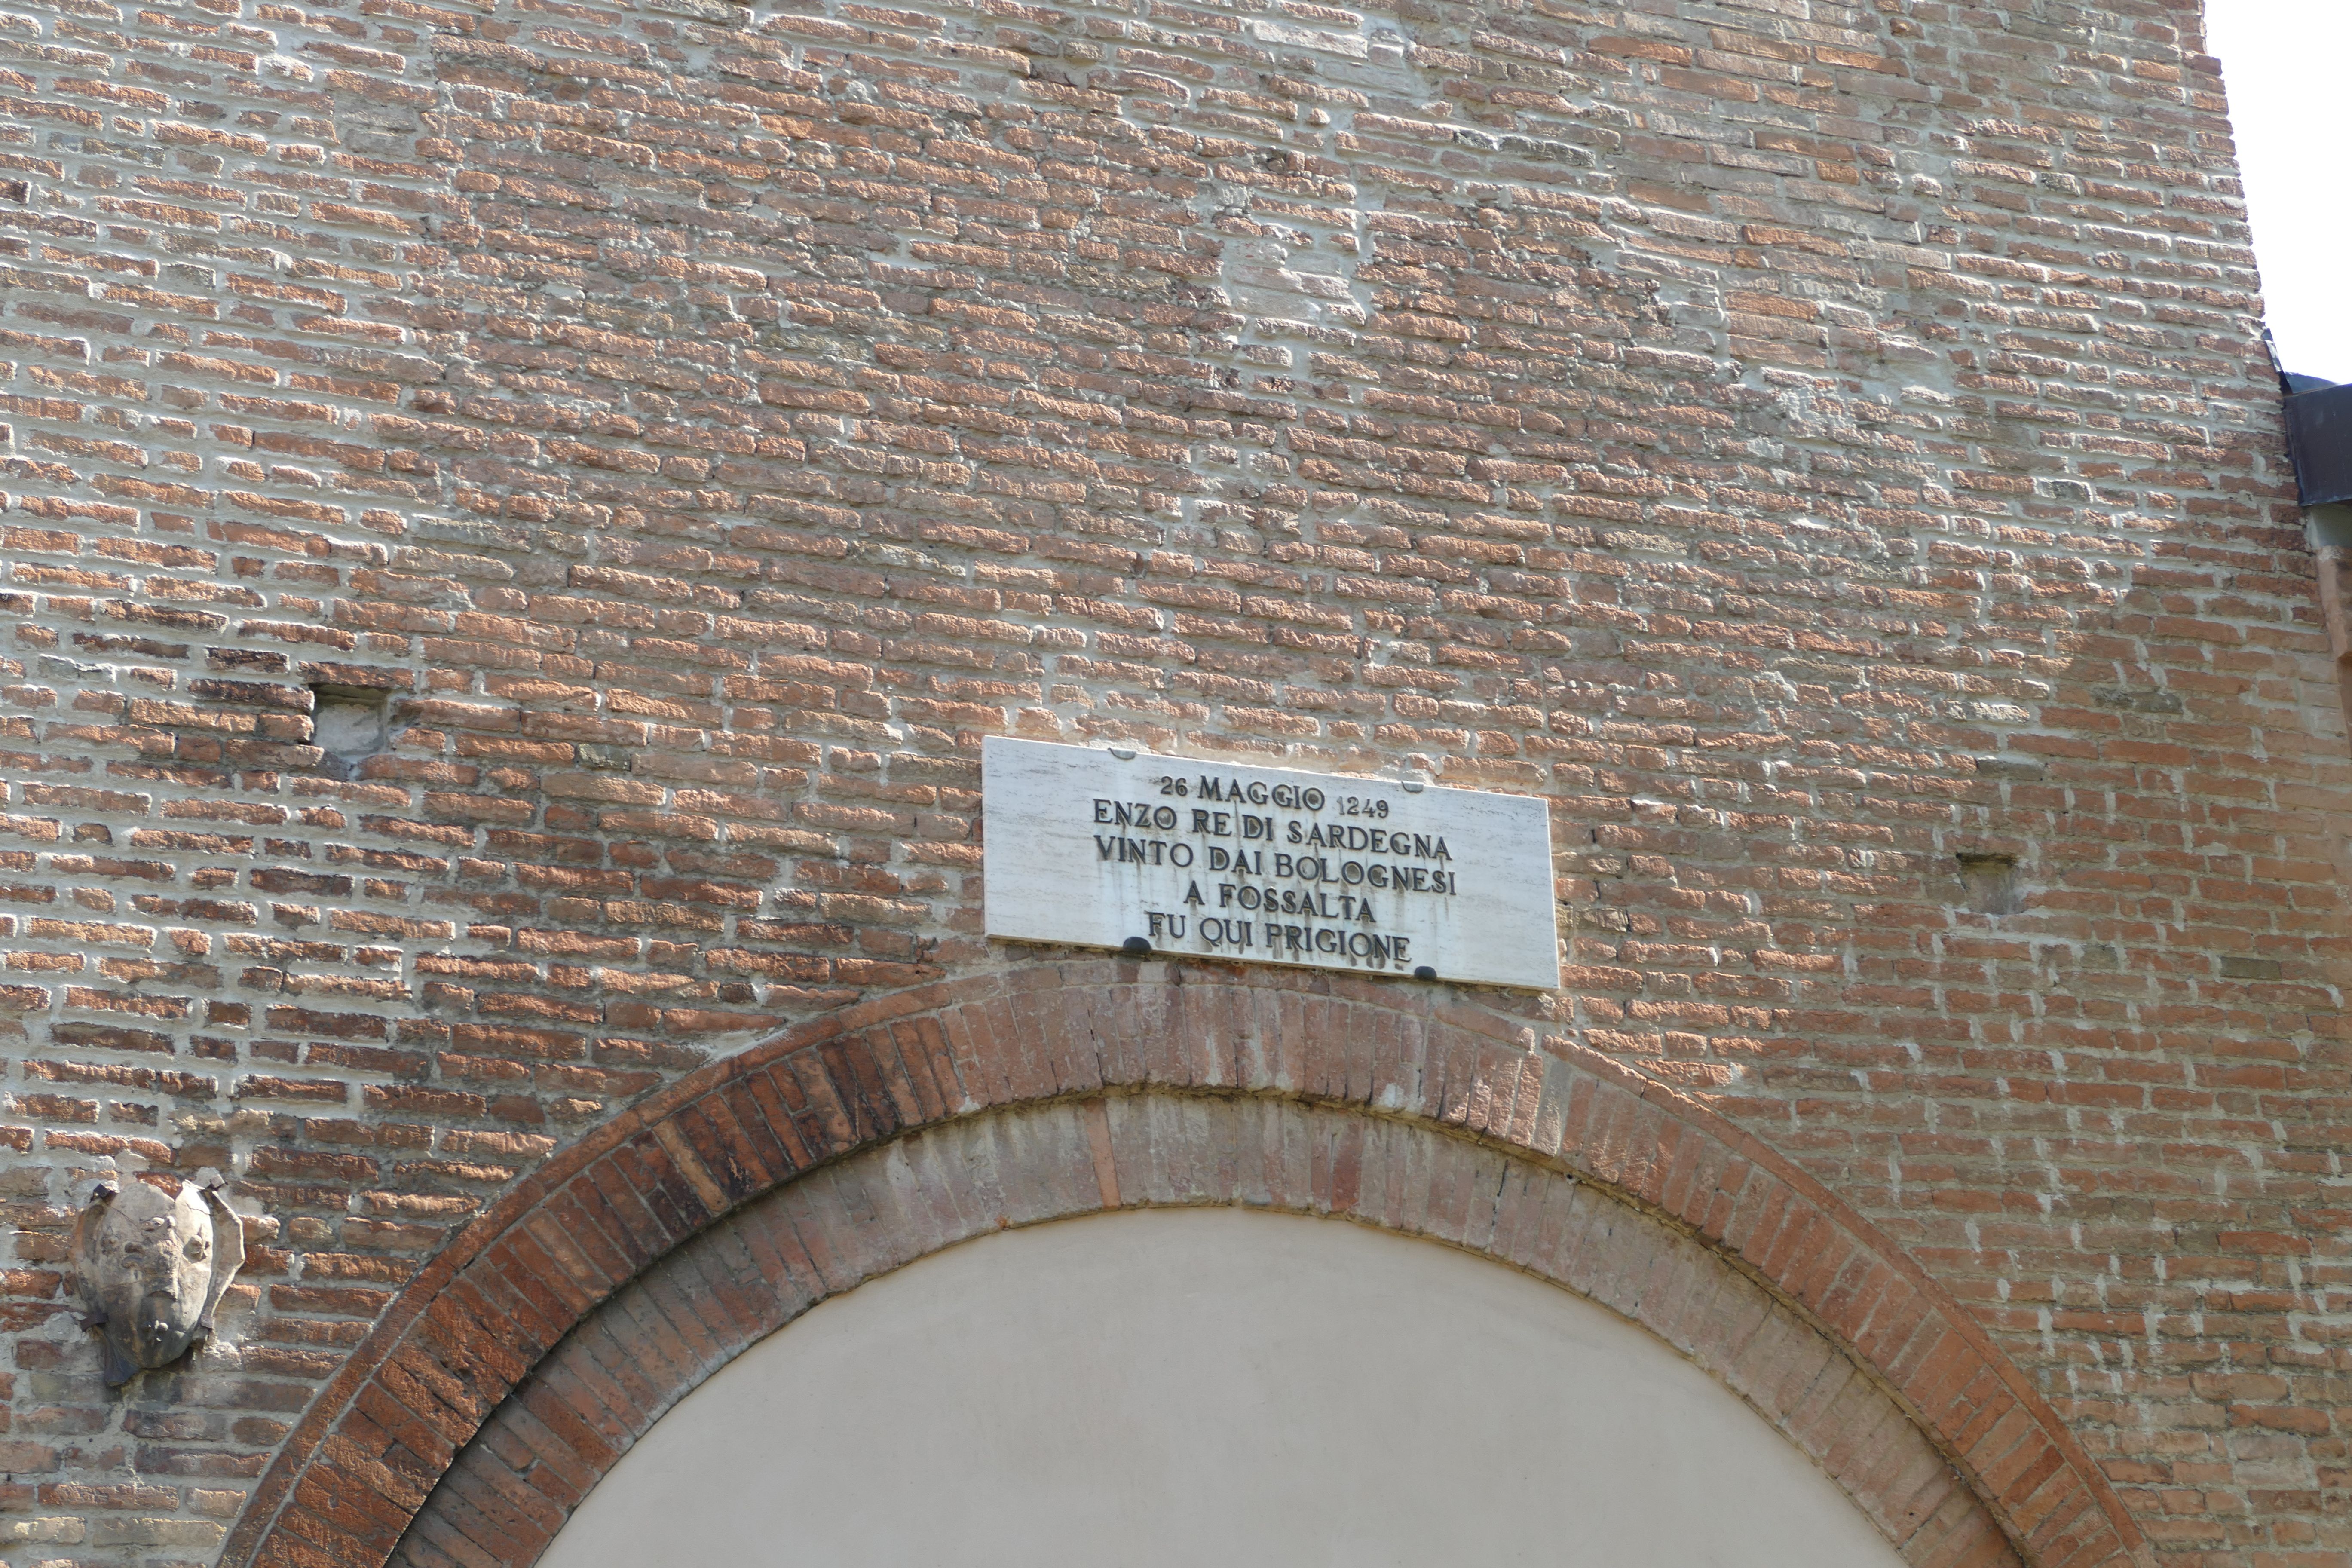 26 MAGGIO 1249
ENZO RE DI SARDEGNA
VINTO DAI BOLOGNESI
A FOSSALTA
FU QUI PRIGIONE